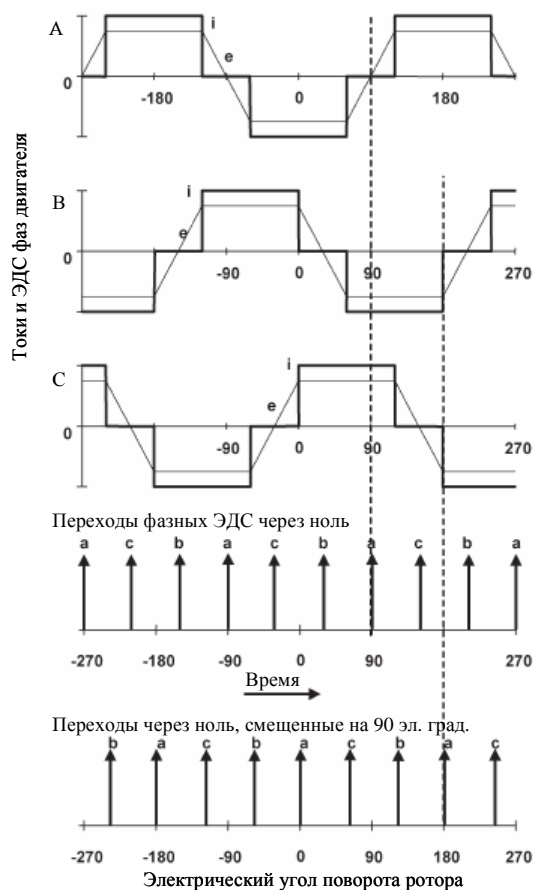 Токи и ЭДС фаз двигателя
A
i
e
0
-180
0
180
B
i
e
0
-90
0
90
270
C
i
e
0
-90
0
90
270
Переходы фазных ЭДС через ноль
a c b a c b a c b a
-270 -180 -90 0 90 180 270
Время
Переходы через ноль, смещенные на 90 эл. град.
b a c b a c b a c
-270 -180 -90 0 90 180 270
Электрический угол поворота ротора